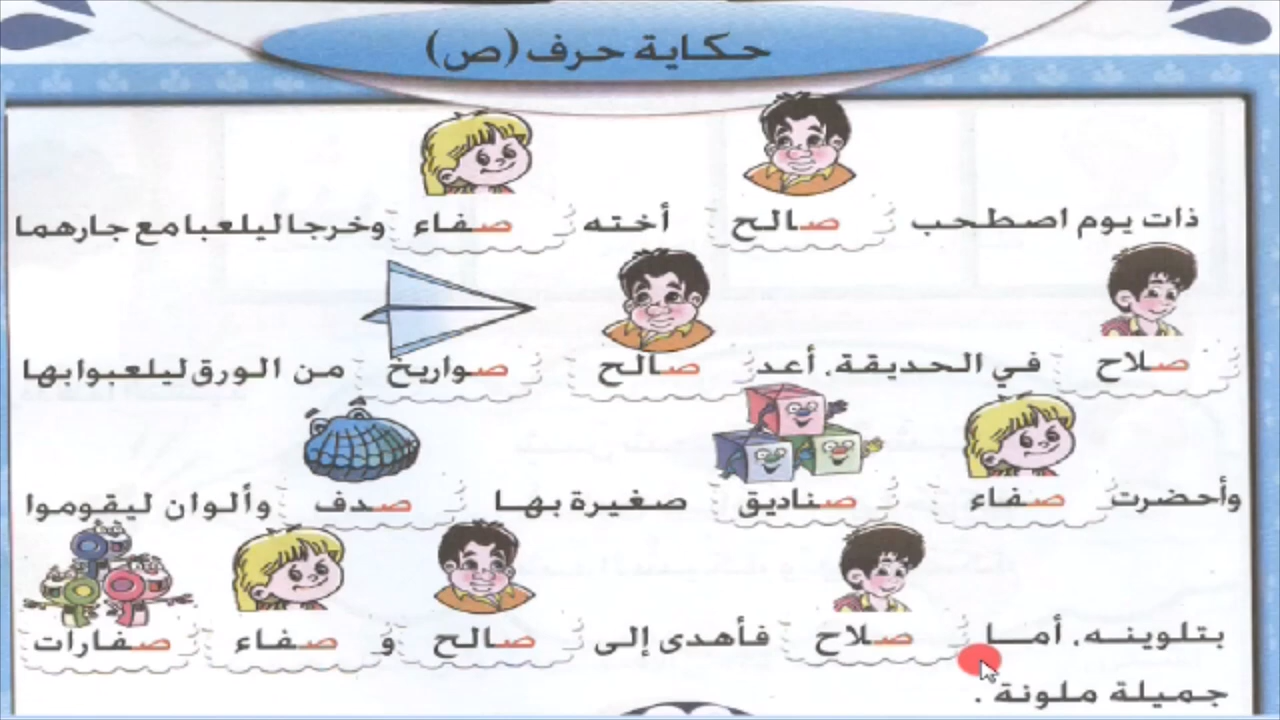 حكاية حرف (ص)
ذات يوم اصطحب صالح أخته صفاء وخرجا ليلعبا مع جارهما
صلاح في الحديقة. أعد صالح صواريخ من الورق ليلعبوا بها
وأحضرت صفاء صناديق صغيرة بها صدف وألوان ليقوموا
بتلوينه. أما صلاح فأهدى إلى صالح و صفاء صفارات
جميلة ملونة .